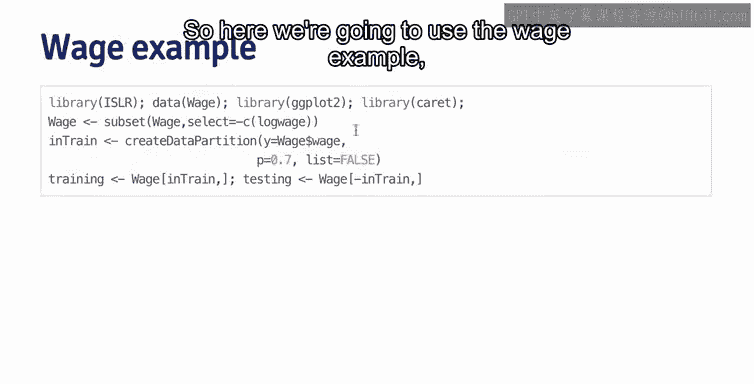 So here we're going to use the wage
example,
Wage example
library(ISLR); data(Wage); library(ggplot2); library(caret);
Wage <- subset(Wage,select=-c(logwage))
inTrain <- createDataPartition(y=Wage$wage,
p=0.7, list=FALSE)
training <- Wage[inTrain,]; testing <- Wage[-inTrain,]